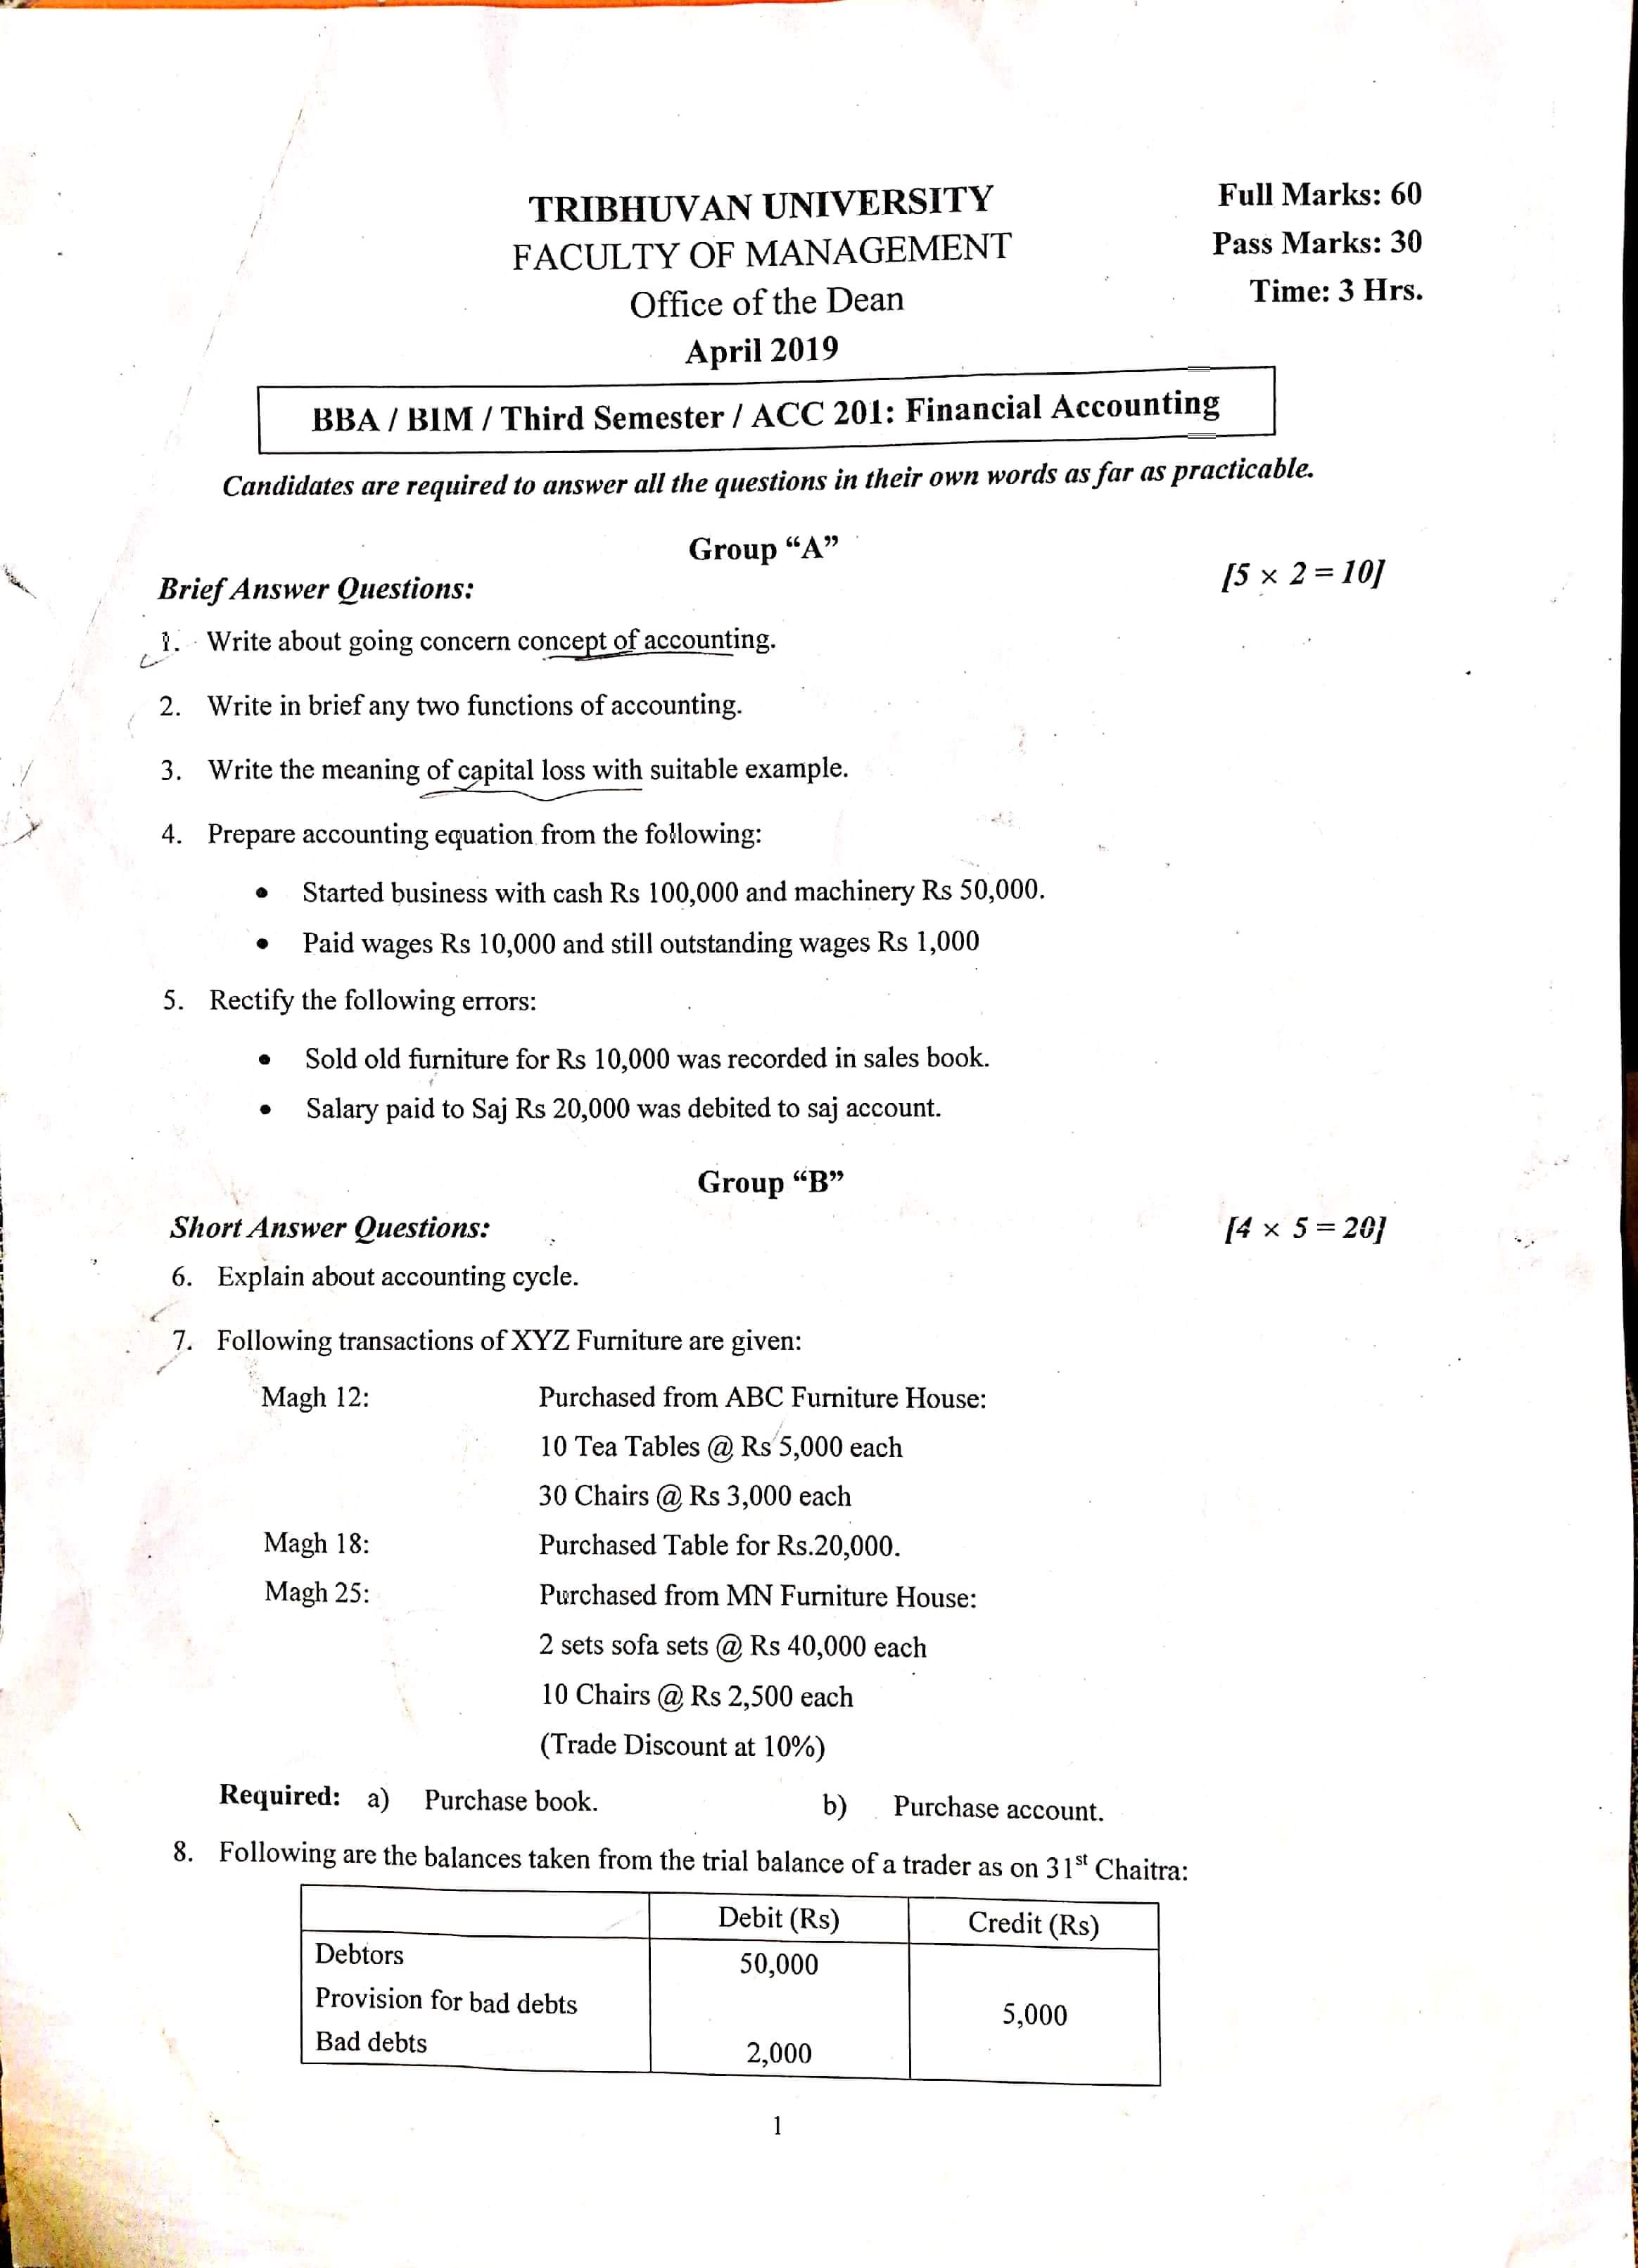 TRIBHUVAN UNIVERSITY
FACULTY OF MANAGEMENT
Office of the Dean
April 2019
Full Marks: 60
Pass Marks: 30
Time: 3 Hrs.
BBA / BIM / Third Semester / ACC 201: Financial Accounting
Candidates are required to answer all the questions in their own words as far as practicable.
Group “A”
Brief Answer Questions: [5 × 2 = 10]
1. Write about going concern concept of accounting.
2. Write in brief any two functions of accounting.
3. Write the meaning of capital loss with suitable example.
4. Prepare accounting equation from the following:
• Started business with cash Rs 100,000 and machinery Rs 50,000.
• Paid wages Rs 10,000 and still outstanding wages Rs 1,000
5. Rectify the following errors:
• Sold old furniture for Rs 10,000 was recorded in sales book.
• Salary paid to Saj Rs 20,000 was debited to saj account.
Group “B”
Short Answer Questions: [4 × 5 = 20]
6. Explain about accounting cycle.
7. Following transactions of XYZ Furniture are given:
Magh 12: Purchased from ABC Furniture House:
10 Tea Tables @ Rs 5,000 each
30 Chairs @ Rs 3,000 each
Magh 18: Purchased Table for Rs.20,000.
Magh 25: Purchased from MN Furniture House:
2 sets sofa sets @ Rs 40,000 each
10 Chairs @ Rs 2,500 each
(Trade Discount at 10%)
Required: a) Purchase book. b) Purchase account.
8. Following are the balances taken from the trial balance of a trader as on 31st Chaitra:
Debit (Rs) Credit (Rs)
Debtors 50,000
Provision for bad debts 5,000
Bad debts 2,000
1